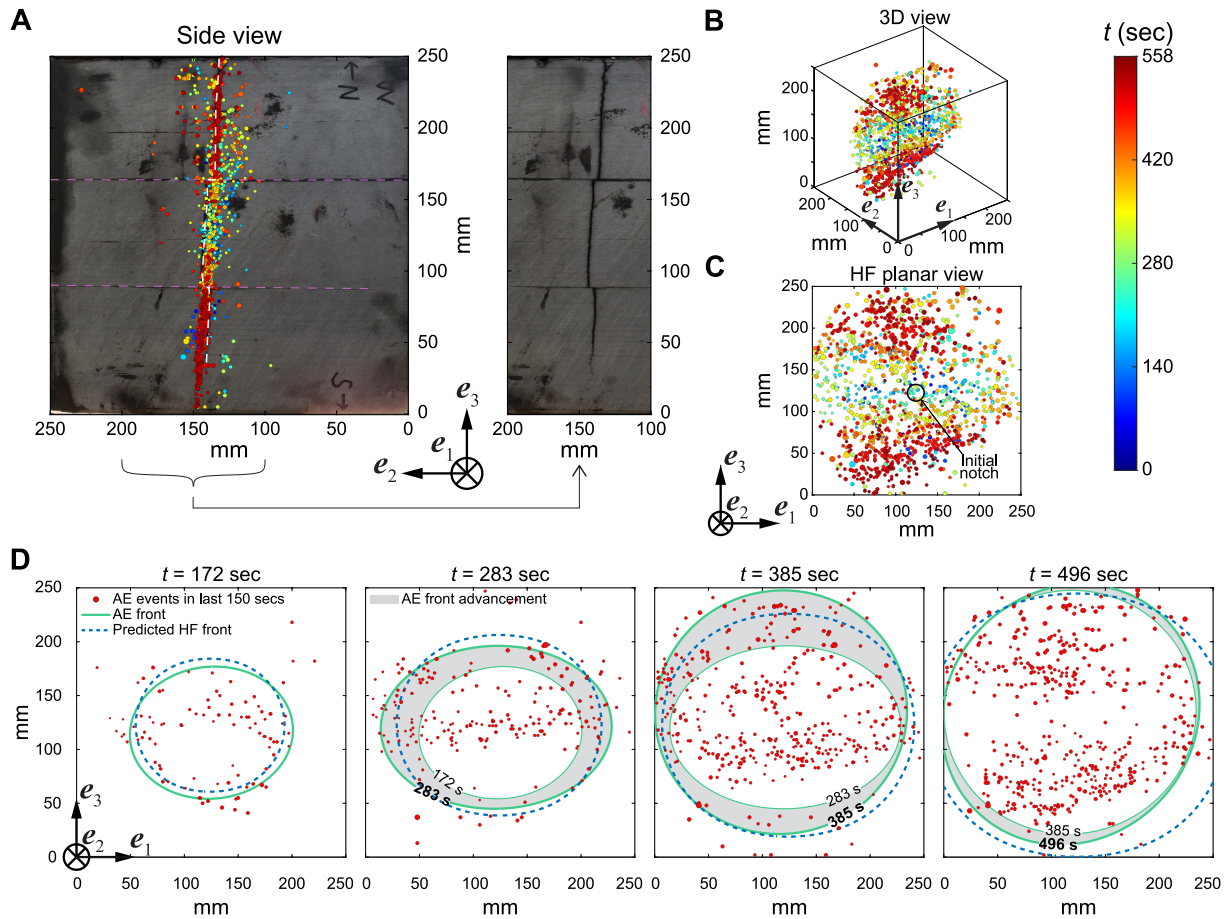 A
Side view
250
200
150
100
50
0
mm
N
W
S
250
200
150
100
50
0
mm
e3
e1
e2
200
150
100
mm
B
3D view
250
200
150
100
50
0
mm
200
100
0
mm
0
100
200
mm
e3
e2
e1
t (sec)
558
420
280
140
0
C
HF planar view
250
200
150
100
50
0
mm
Initial
notch
0
50
100
150
200
250
mm
e3
e2
e1
D
t = 172 sec
t = 283 sec
t = 385 sec
t = 496 sec
AE events in last 150 secs
AE front
Predicted HF front
AE front advancement
250
200
150
100
50
0
mm
172 s
283 s
283 s
385 s
385 s
496 s
e3
e2
e1
0 50 100 150 200 250
mm
0 50 100 150 200 250
mm
0 50 100 150 200 250
mm
0 50 100 150 200 250
mm